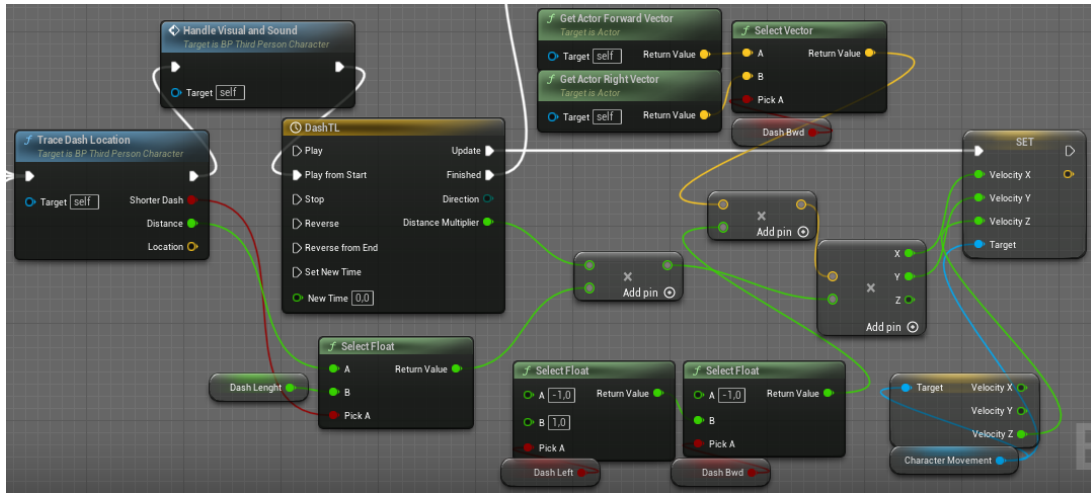 Handle Visual and Sound
Target is BP Third Person Character
Target self
Trace Dash Location
Target is BP Third Person Character
Target self
Shorter Dash
Distance
Location
DashTL
Play
Update
Play from Start
Finished
Stop
Direction
Reverse
Distance Multiplier
Reverse from End
Set New Time
New Time 0,0
Get Actor Forward Vector
Target is Actor
Target self
Return Value
Get Actor Right Vector
Target is Actor
Target self
Return Value
Select Vector
A
Return Value
B
Pick A
Dash Bwd
SET
Velocity X
Velocity Y
Velocity Z
Target
Add pin
Add pin
X
Y
Z
Add pin
Select Float
A
Return Value
B
Pick A
Dash Lenght
Select Float
A -1,0
Return Value
B 1,0
Pick A
Dash Left
Select Float
A -1,0
Return Value
B
Pick A
Dash Bwd
Target
Velocity X
Velocity Y
Velocity Z
Character Movement